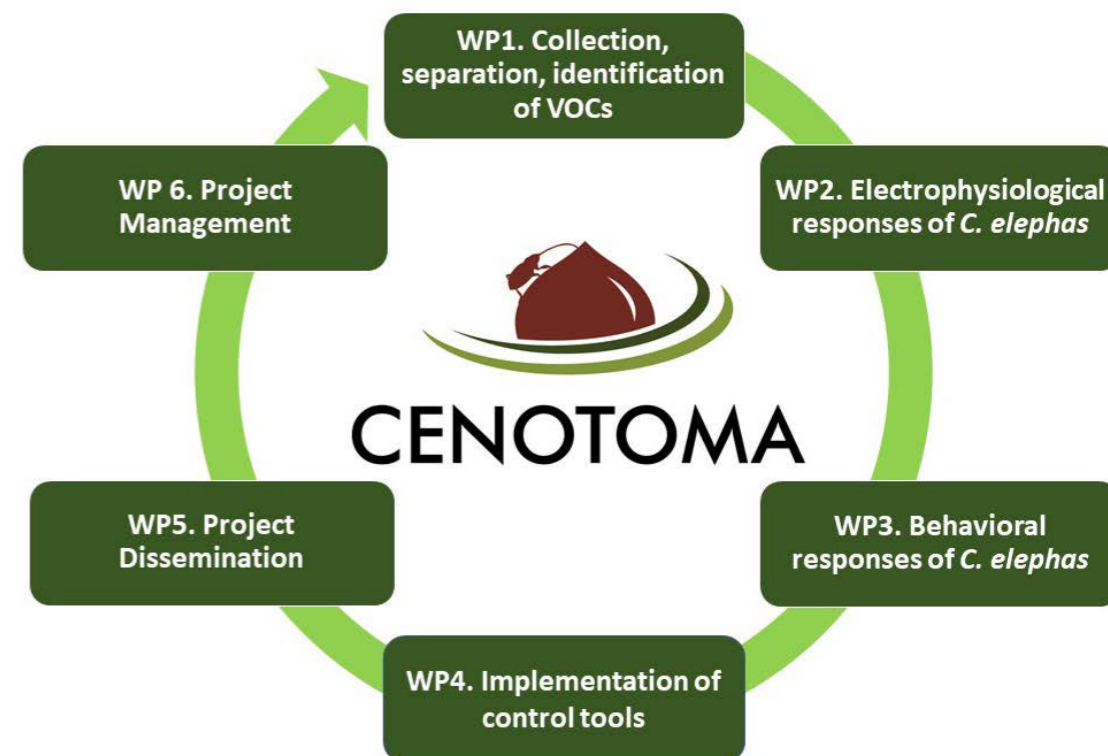 WP1. Collection,
separation, identification
of VOCs
WP2. Electrophysiological
responses of C. elephas
WP3. Behavioral
responses of C. elephas
WP4. Implementation of
control tools
WP5. Project
Dissemination
WP 6. Project
Management
CENOTOMA